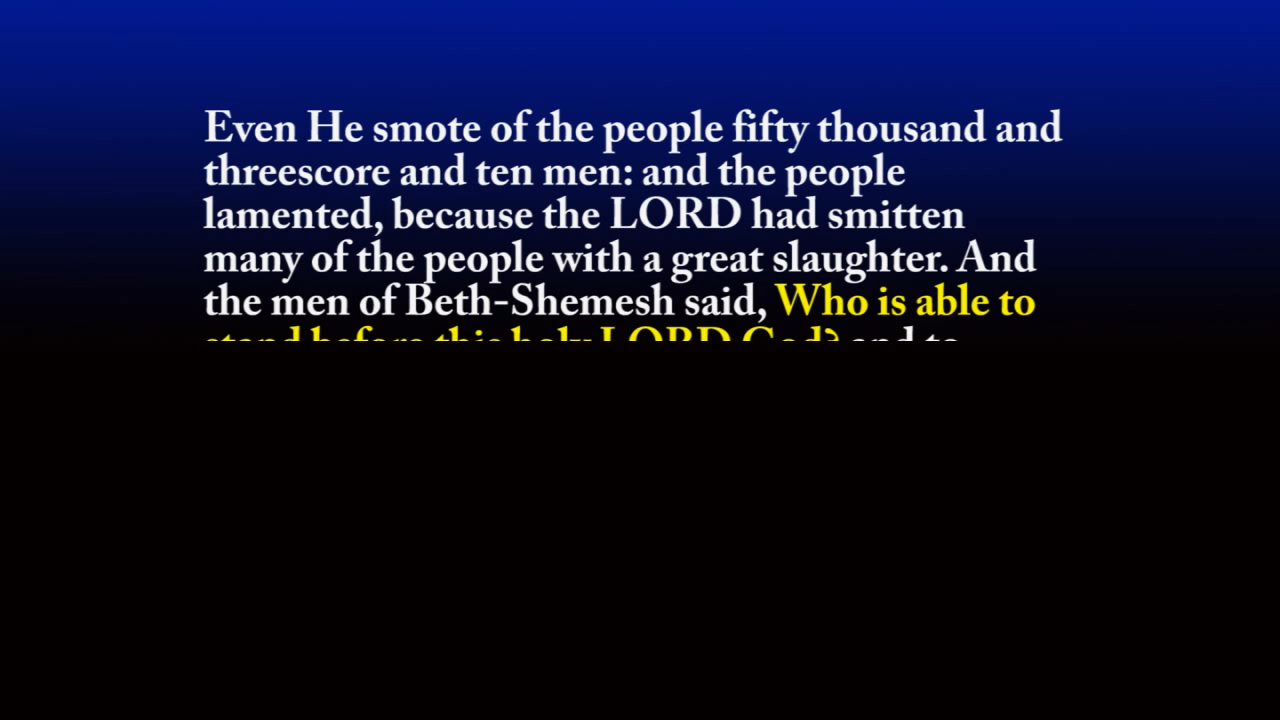 Even He smote of the people fifty thousand and
threescore and ten men: and the people
lamented, because the LORD had smitten
many of the people with a great slaughter. And
the men of Beth-Shemesh said, Who is able to
stand before this holy LORD God? and to